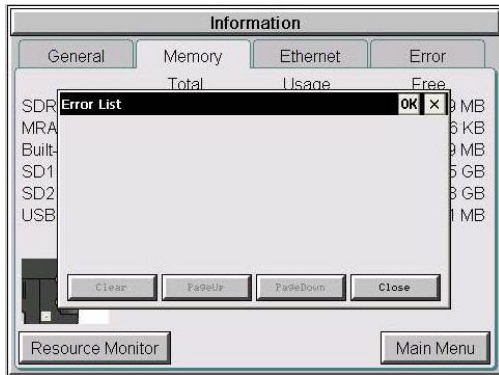 Information
General Memory Ethernet Error
Total Usage Free
Error List OK ×
SDR 9 MB
MRA 6 KB
Built- 9 MB
SD1 5 GB
SD2 3 GB
USB 1 MB
Clear PageUp PageDown Close
Resource Monitor Main Menu